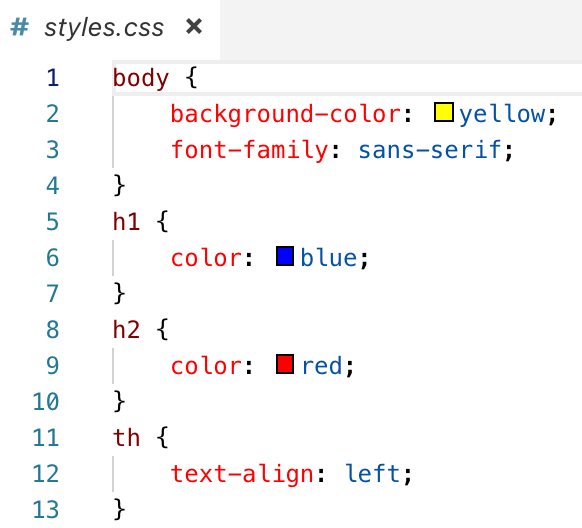 # styles.css ×
1 body {
2     background-color: yellow;
3     font-family: sans-serif;
4 }
5 h1 {
6     color: blue;
7 }
8 h2 {
9     color: red;
10 }
11 th {
12     text-align: left;
13 }